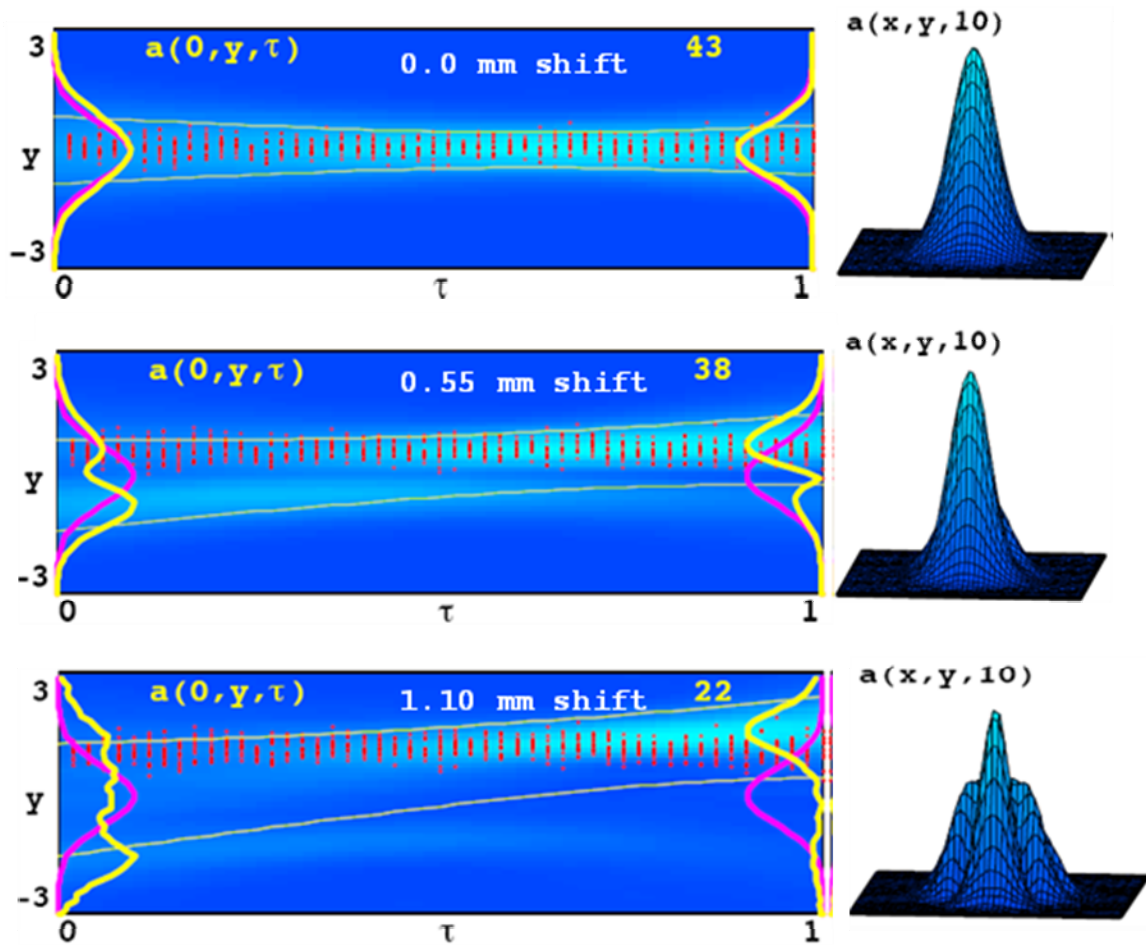 a(x,y,10)
3 a(0,y,τ) 0.0 mm shift 43
Y
-3
0 τ 1
a(x,y,10)
3 a(0,y,τ) 0.55 mm shift 38
Y
-3
0 τ 1
a(x,y,10)
3 a(0,y,τ) 1.10 mm shift 22
Y
-3
0 τ 1